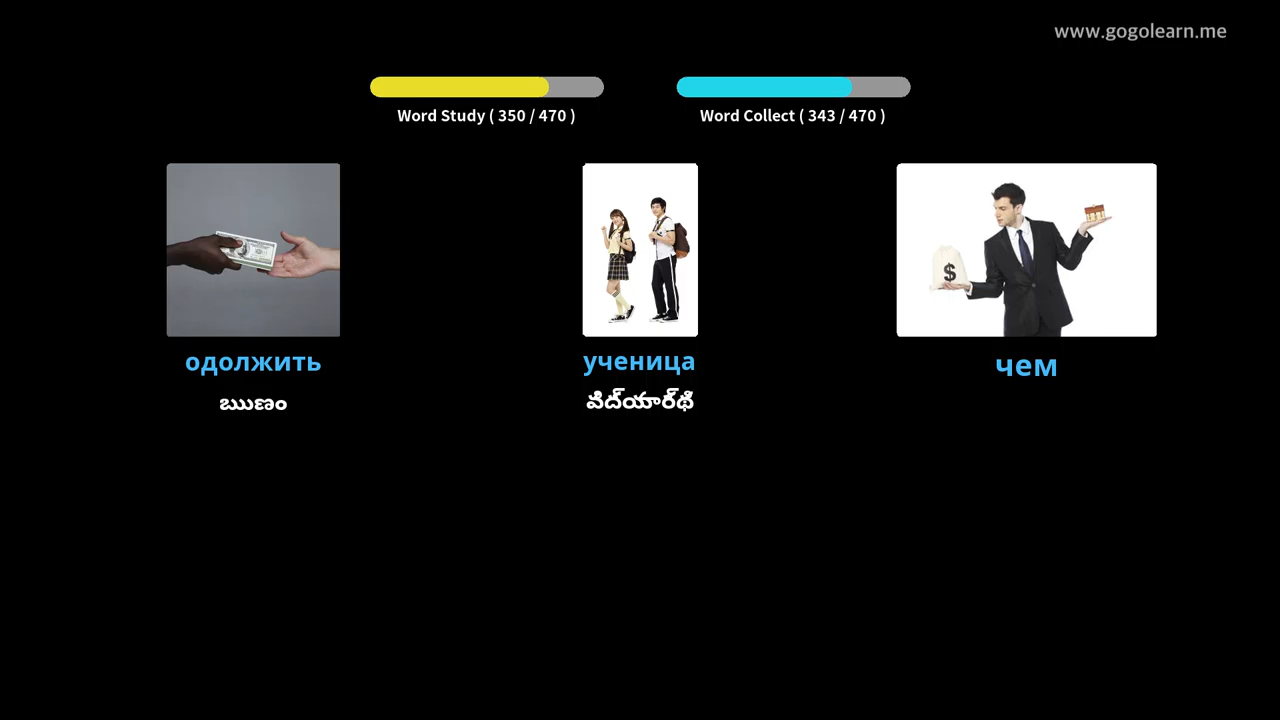 www.gogolearn.me
Word Study ( 350 / 470 )
Word Collect ( 343 / 470 )
$
одолжить
ученица
чем
ఋణం
విద్యార్థి